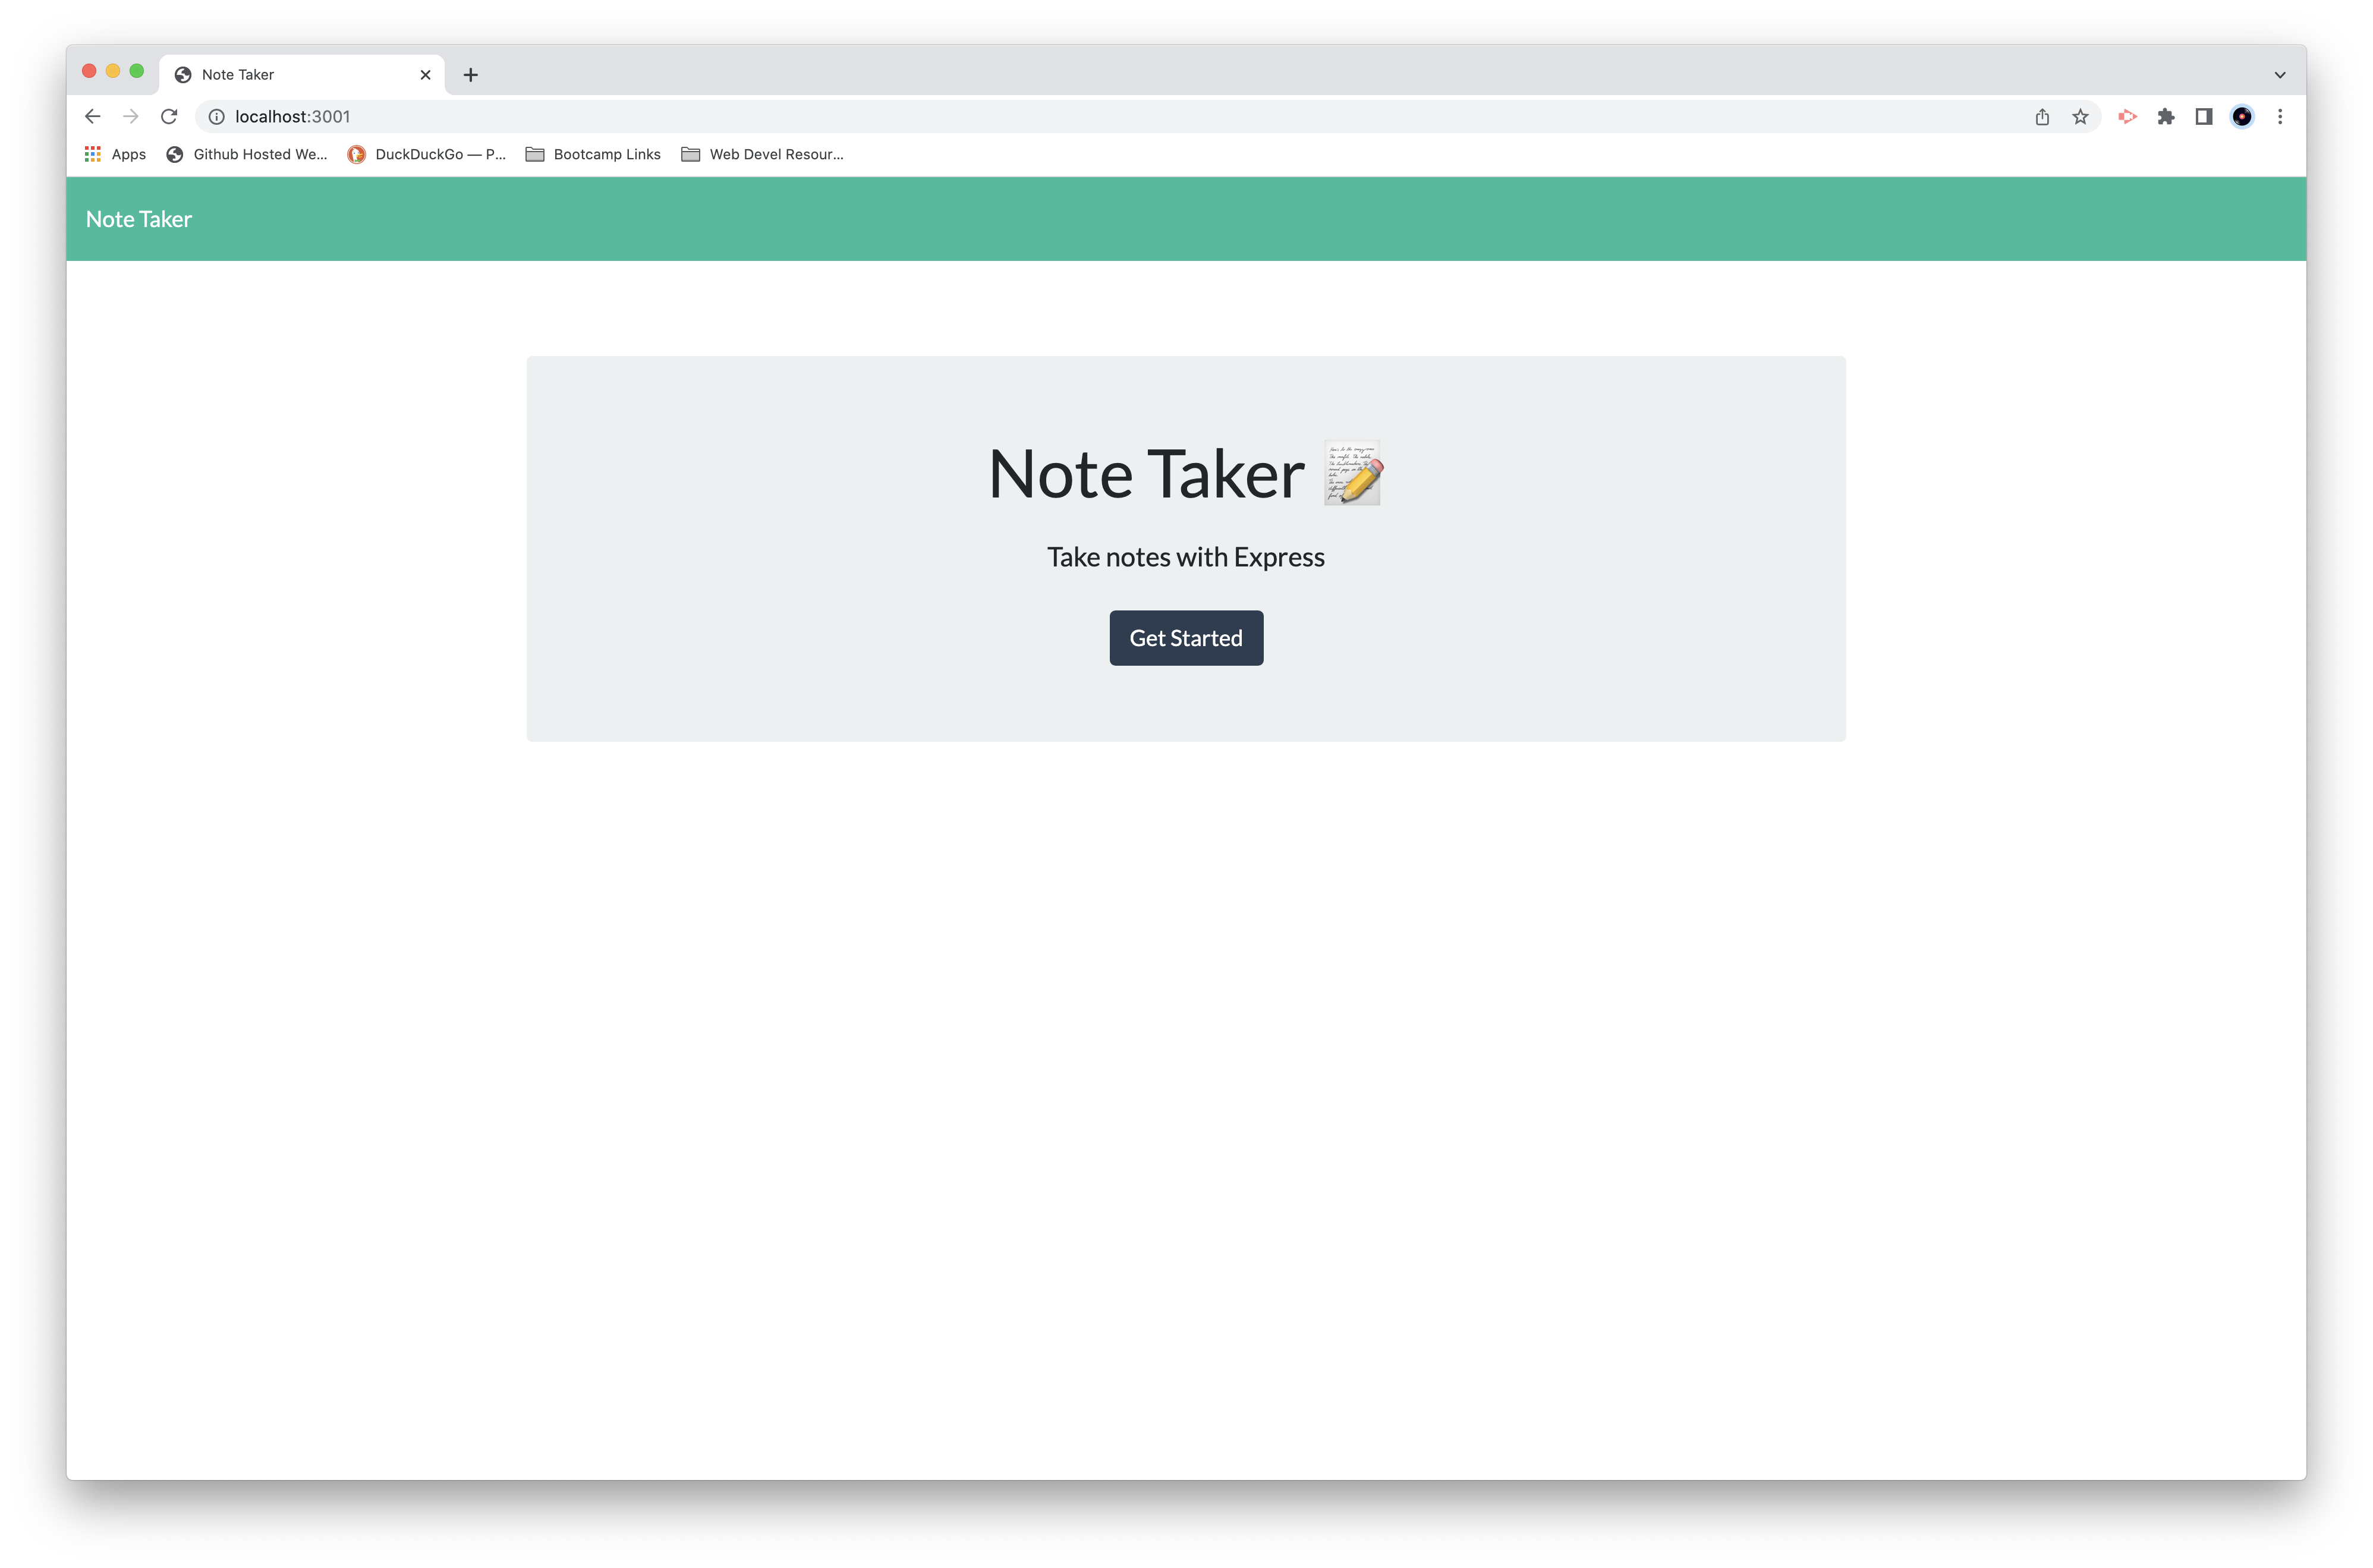 Note Taker
localhost:3001
Apps Github Hosted We... DuckDuckGo — P... Bootcamp Links Web Devel Resour...
Note Taker
Note Taker
Take notes with Express
Get Started